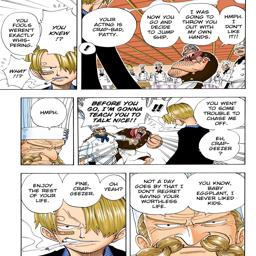 HMPH.
I DON'T
LIKE
IT!!
I WAS
GOING TO
THROW YOU
OUT WITH
MY OWN
HANDS.
NOW YOU
GO AND
DECIDE TO
JUMP
SHIP.
YOUR
ACTING IS
CRAP-
BAD,
PATTY.
YOU
KNEW
!?
YOU
FOOLS
WEREN'T
EXACTLY
WHIS-
PERING.
WHAT
!!?
YOU WENT
TO SOME
TROUBLE TO
CHASE ME
OFF.
EH,
CRAP-
GEEZER
?
!!
BEFORE YOU
GO, I'M GONNA
TEACH YOU TO
TALK NICE!!
HMPH.
YOU KNOW,
BABY
EGGPLANT, I
NEVER LIKED
KIDS.
NOT A
DAY GOES
BY THAT I
DON'T REGRET
SAVING YOUR
WORTHLESS
LIFE.
OH
YEAH?
FINE,
CRAP-
GEEZER.
ENJOY
THE REST
OF YOUR
LIFE.